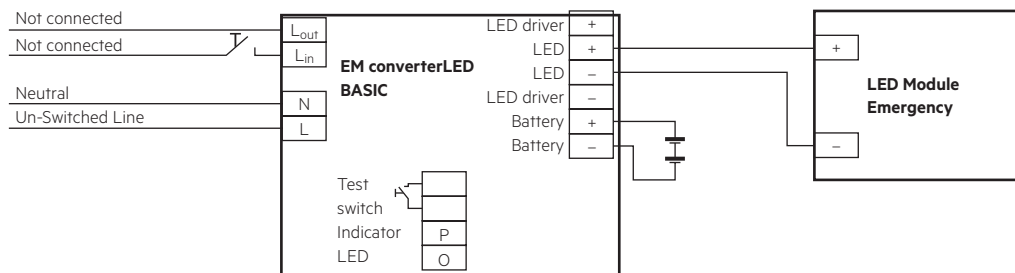 Not connected
Not connected
Neutral
Un-Switched Line
Lout
Lin
N
L
EM converterLED
BASIC
Test
switch
Indicator
LED
P
O
LED driver +
LED +
LED –
LED driver –
Battery +
Battery –
+
–
LED Module
Emergency